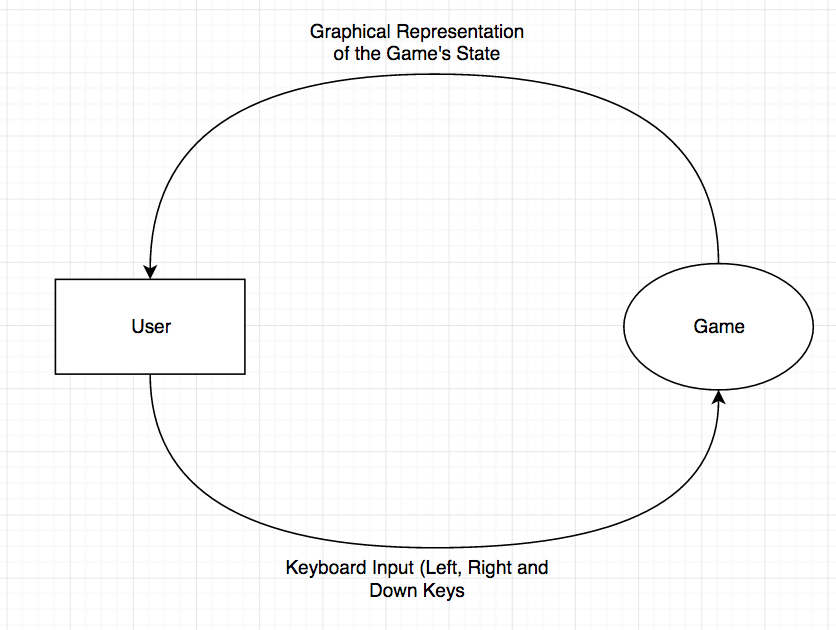 Graphical Representation
of the Game's State
User
Game
Keyboard Input (Left, Right and
Down Keys